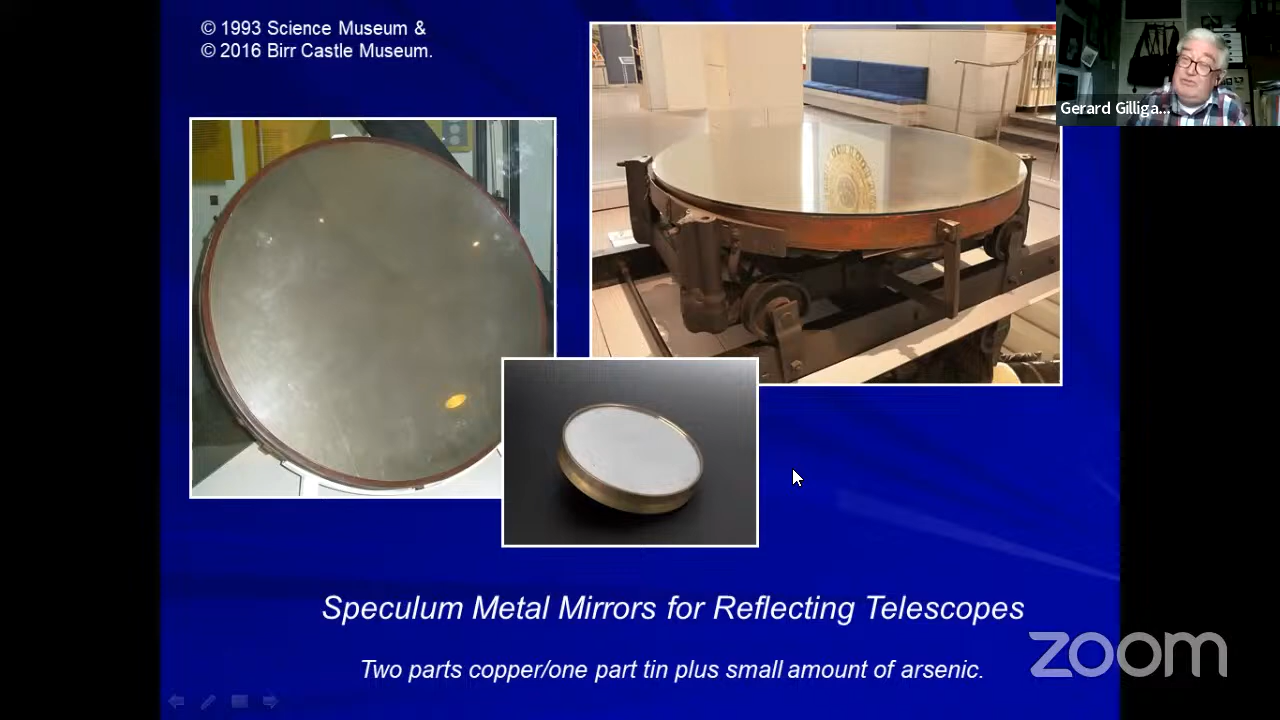 © 1993 Science Museum &
© 2016 Birr Castle Museum.
Gerard Gilliga...
Speculum Metal Mirrors for Reflecting Telescopes
Two parts copper/one part tin plus small amount of arsenic.
zoom